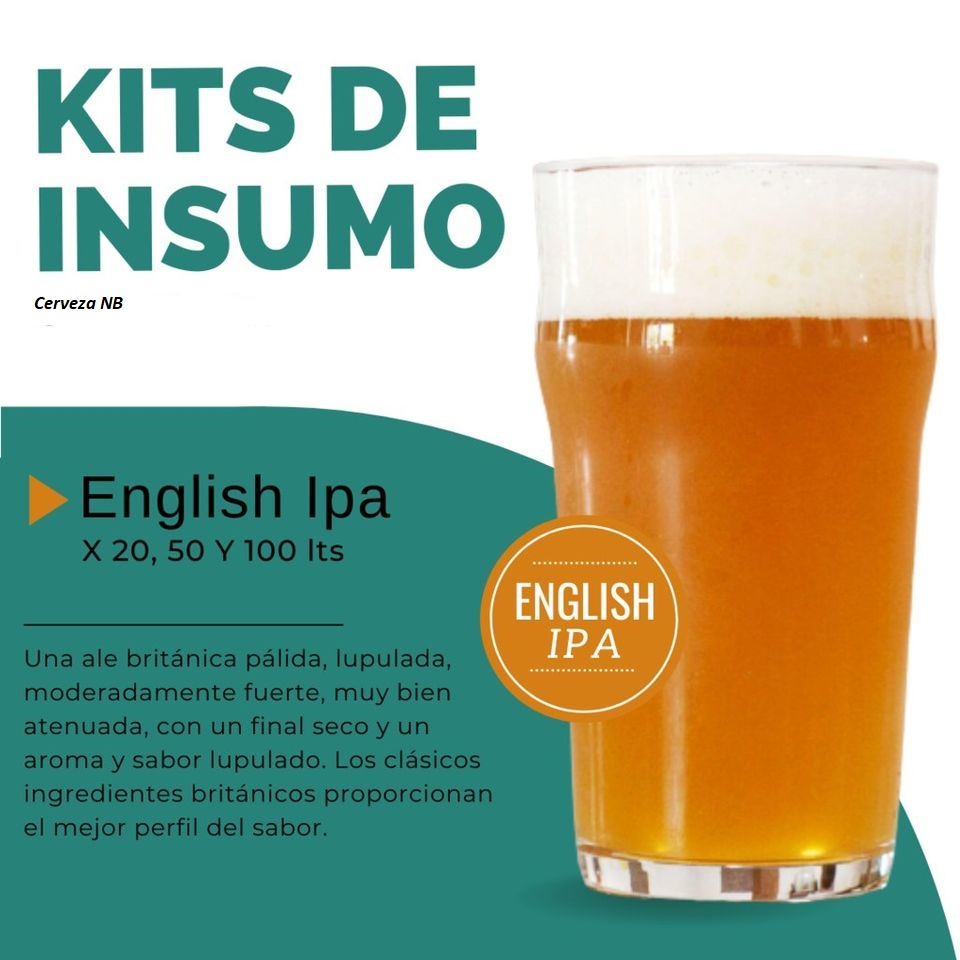 KITS DE
INSUMO
Cerveza NB
English Ipa
X 20, 50 Y 100 lts
ENGLISH
IPA
Una ale británica pálida, lupulada,
moderadamente fuerte, muy bien
atenuada, con un final seco y un
aroma y sabor lupulado. Los clásicos
ingredientes británicos proporcionan
el mejor perfil del sabor.